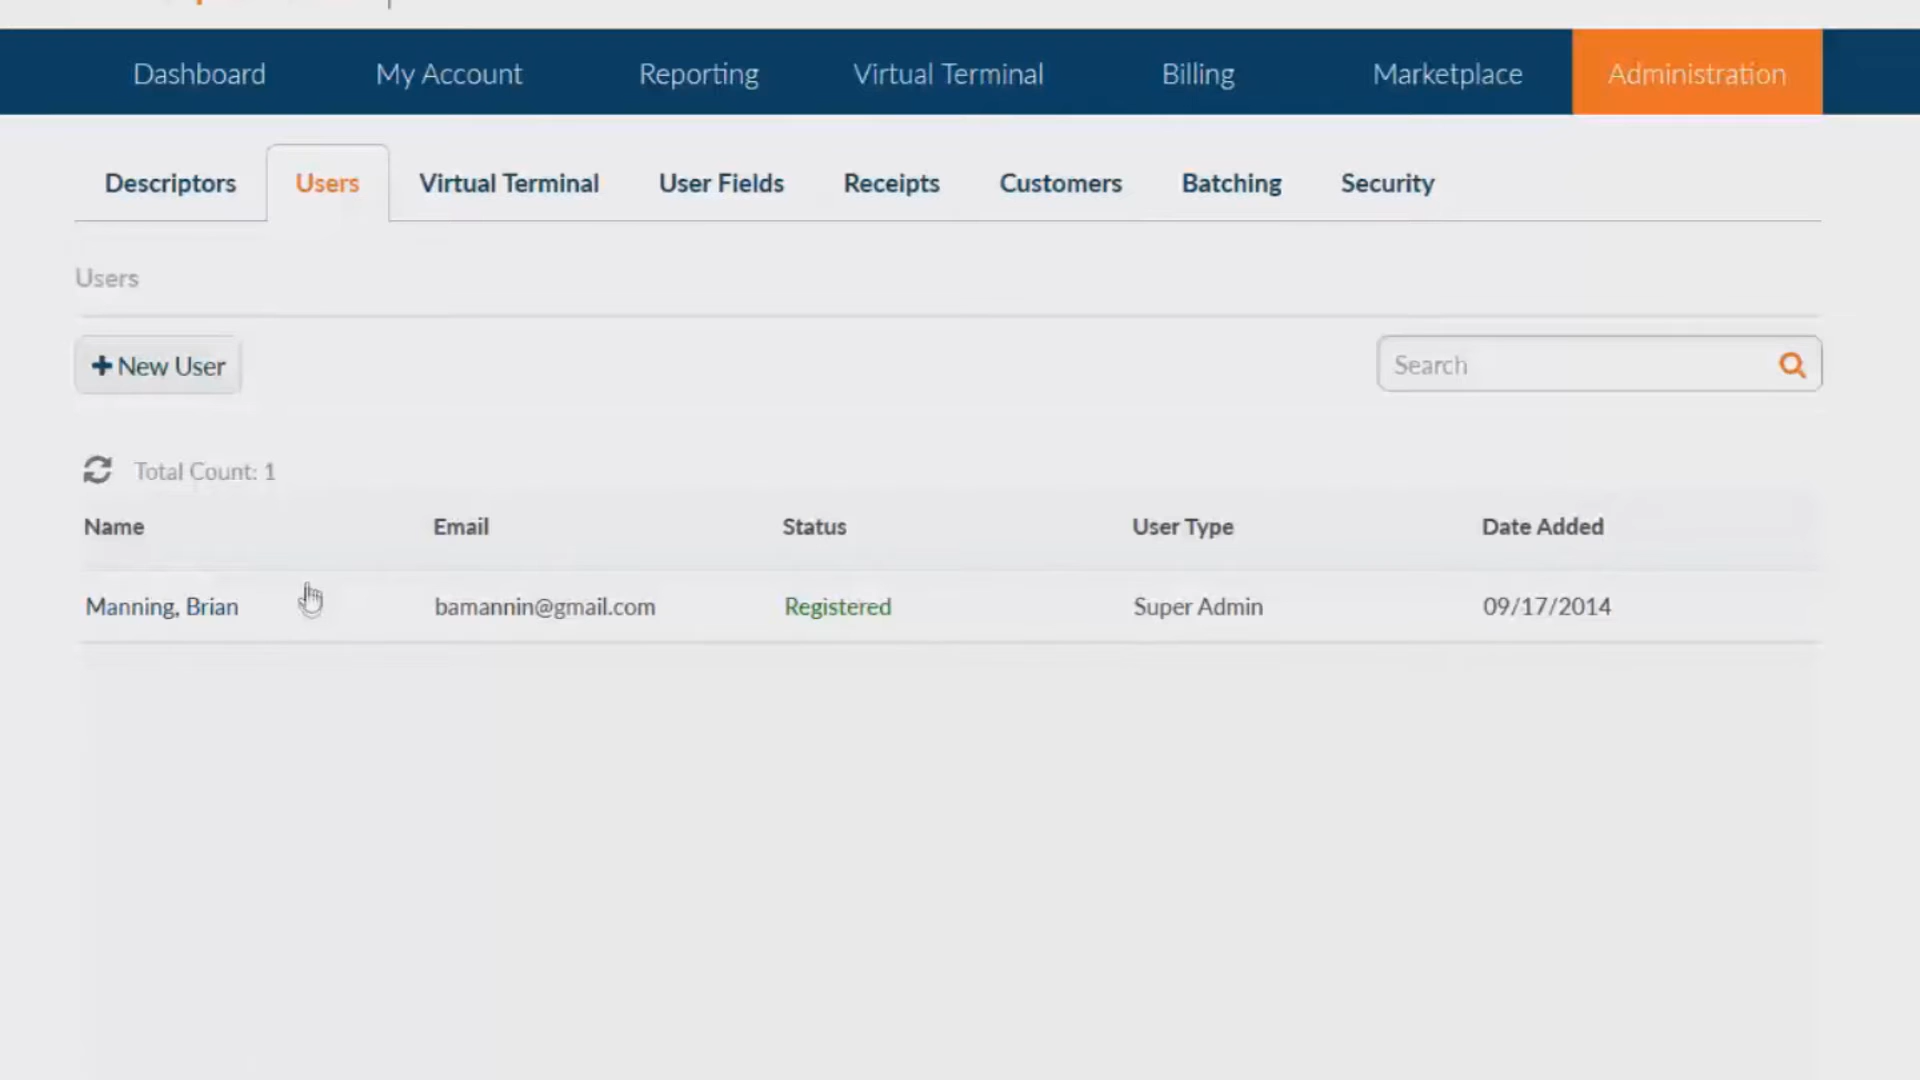 Dashboard My Account Reporting Virtual Terminal Billing Marketplace Administration
Descriptors Users Virtual Terminal User Fields Receipts Customers Batching Security
Users
New User
Search
Total Count: 1
Name Email Status User Type Date Added
Manning, Brian bamannin@gmail.com Registered Super Admin 09/17/2014